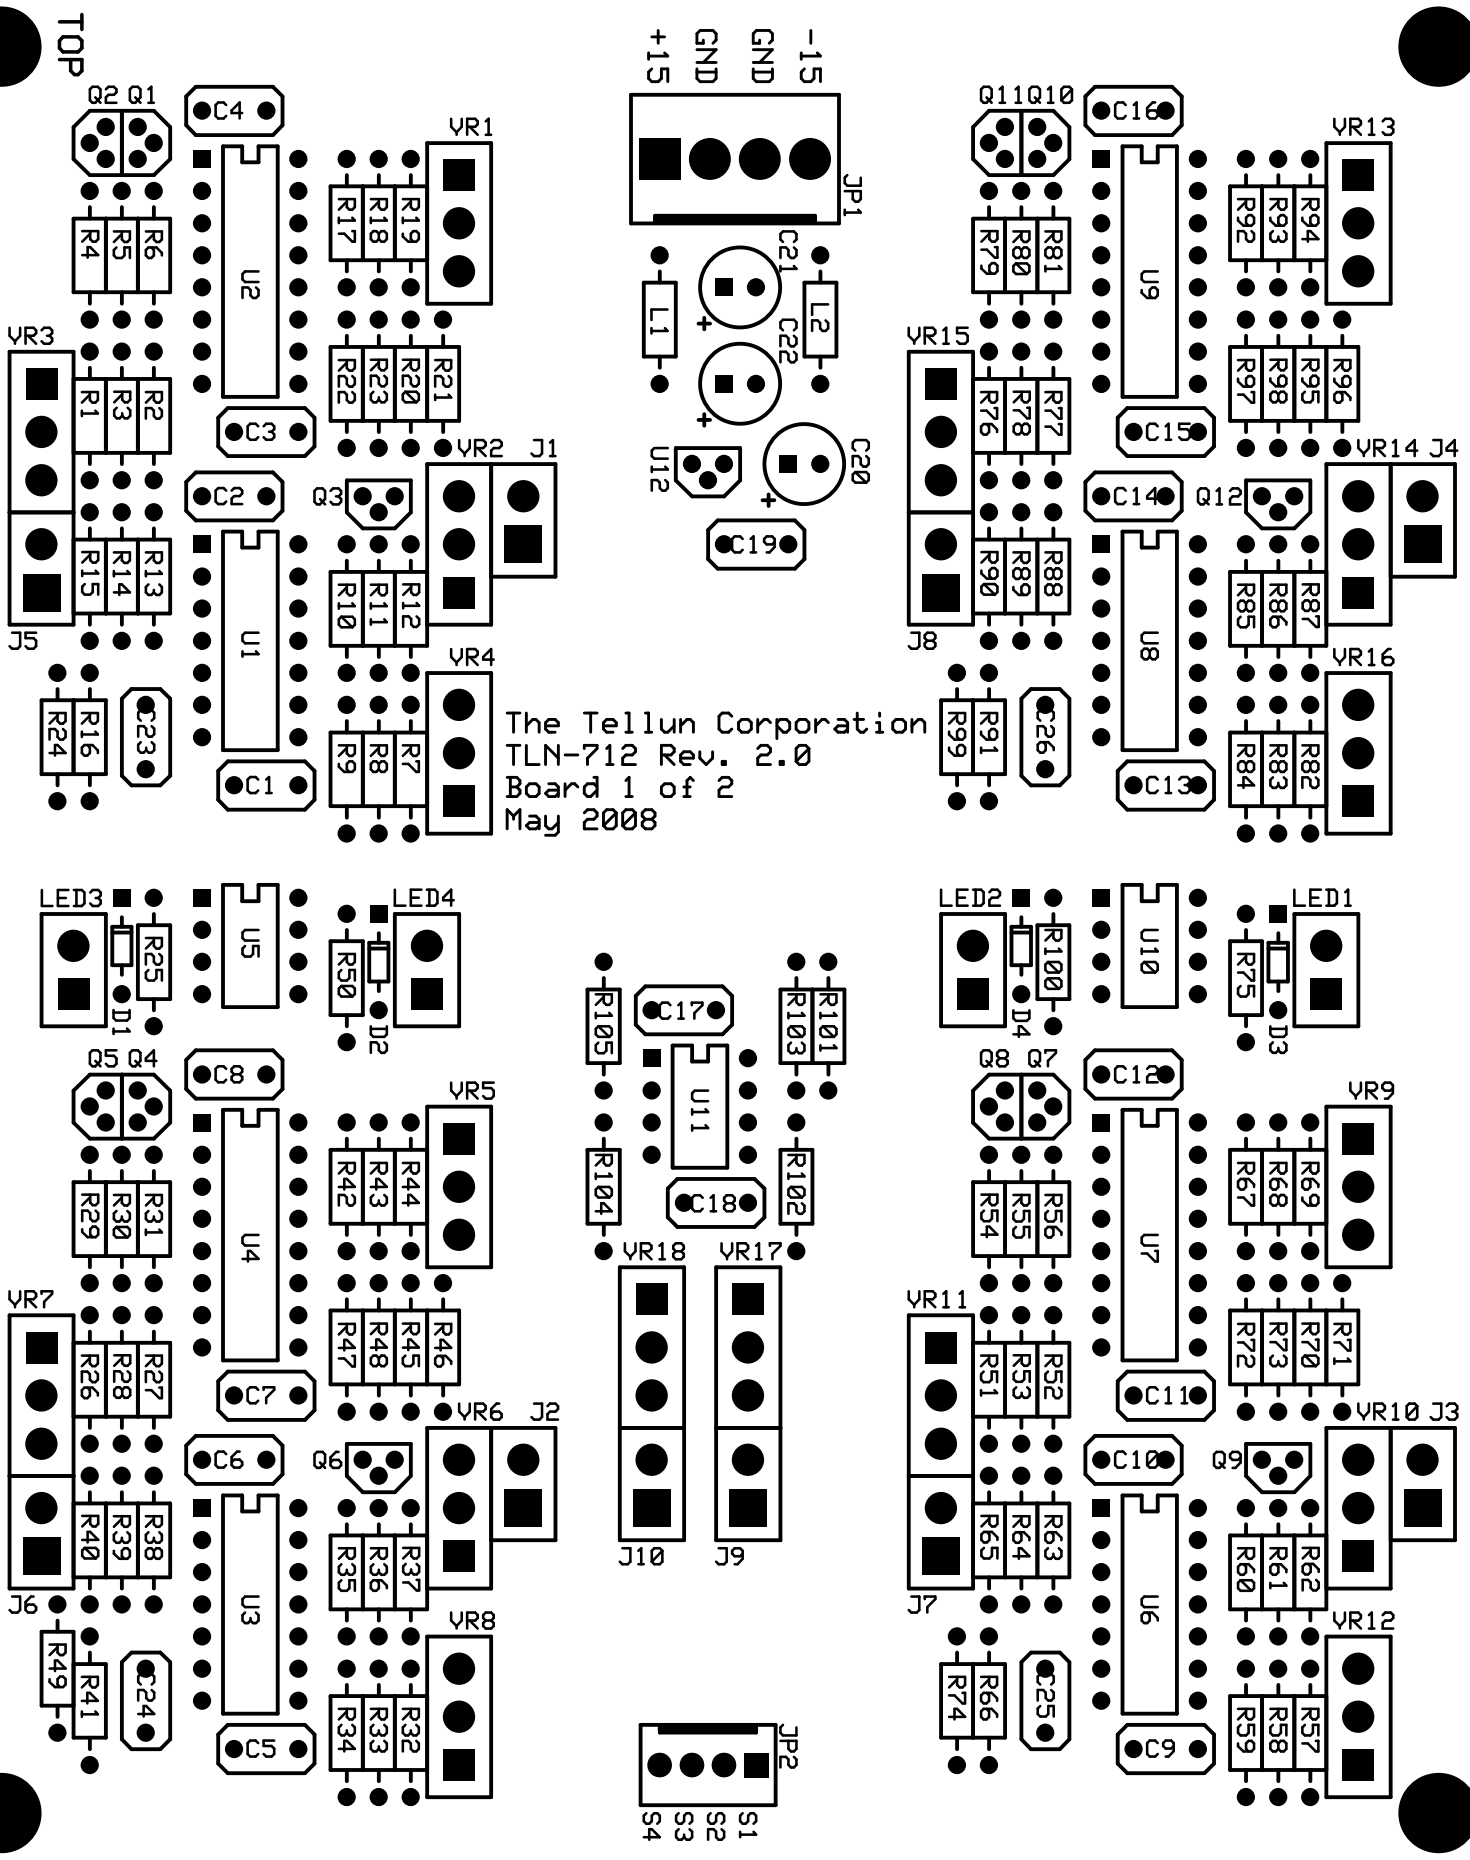 TOP
+15 GND GND -15
Q2 Q1 C4 VR1 JP1 Q11 Q10 C16 VR13
R4 R5 R6 U2 R17 R18 R19 C21 R79 R80 R81 U9 R92 R93 R94
VR3 L1 C22 L2 VR15
R1 R3 R2 C3 R22 R23 R20 R21 R76 R78 R77 C15 R97 R98 R95 R96
VR2 J1 U12 C20 VR14 J4
C2 Q3 C19 C14 Q12
R15 R14 R13 U1 R10 R11 R12 R90 R89 R88 U8 R85 R86 R87
J5 VR4 J8 VR16
R24 R16 C23 C1 R9 R8 R7 R99 R91 C26 C13 R84 R83 R82
The Tellun Corporation
TLN-712 Rev. 2.0
Board 1 of 2
May 2008
LED3 LED4 LED2 LED1
R25 U5 R50 R100 U10 R75
D1 D2 D4 D3
R105 C17 R103 R101
Q5 Q4 C8 VR5 U11 Q8 Q7 C12 VR9
R29 R30 R31 U4 R42 R43 R44 R104 C18 R102 R54 R55 R56 U7 R67 R68 R69
VR7 VR18 VR17 VR11
R26 R28 R27 C7 R47 R48 R45 R46 R51 R53 R52 C11 R72 R73 R70 R71
VR6 J2 VR10 J3
C6 Q6 C10 Q9
R40 R39 R38 U3 R35 R36 R37 J10 J9 R65 R64 R63 U6 R60 R61 R62
J6 VR8 J7 VR12
R49 R41 C24 C5 R34 R33 R32 JP2 R74 R66 C25 C9 R59 R58 R57
S4 S3 S2 S1